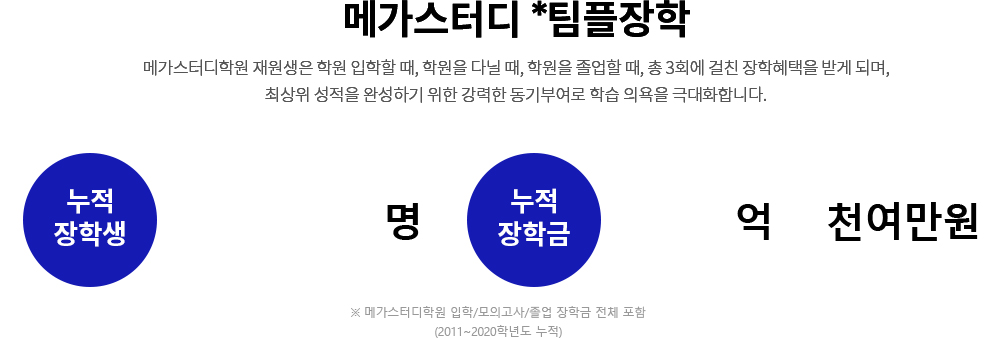 메가스터디 *팀플장학
메가스터디학원 재원생은 학원 입학할 때, 학원을 다닐 때, 학원을 졸업할 때, 총 3회에 걸친 장학혜택을 받게 되며,
최상위 성적을 완성하기 위한 강력한 동기부여로 학습 의욕을 극대화합니다.
누적
장학생
명
누적
장학금
억 천여만원
※ 메가스터디학원 입학/모의고사/졸업 장학금 전체 포함
(2011~2020학년도 누적)